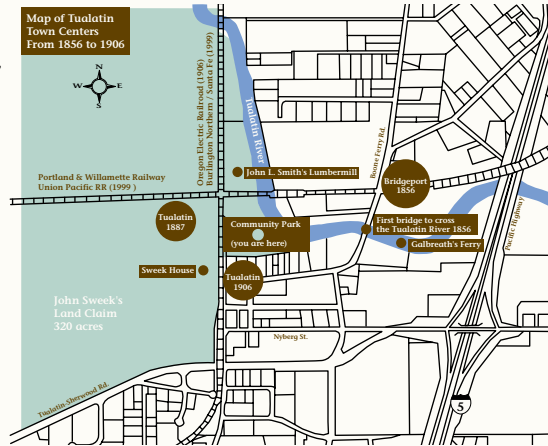 Map of Tualatin
Town Centers
From 1856 to 1906
N
W E
S
Oregon Electric Railroad (1906)
Burlington Northern / Santa Fe (1999)
Tualatin River
Boone Ferry Rd.
John L. Smith's Lumbermill
Portland & Willamette Railway
Union Pacific RR (1999 )
Bridgeport
1856
Tualatin
1887
Community Park
(you are here)
First bridge to cross
the Tualatin River 1856
Galbreath's Ferry
Pacific Highway
Sweek House
Tualatin
1906
John Sweek's
Land Claim
320 acres
Nyberg St.
Tualatin-Sherwood Rd.
5